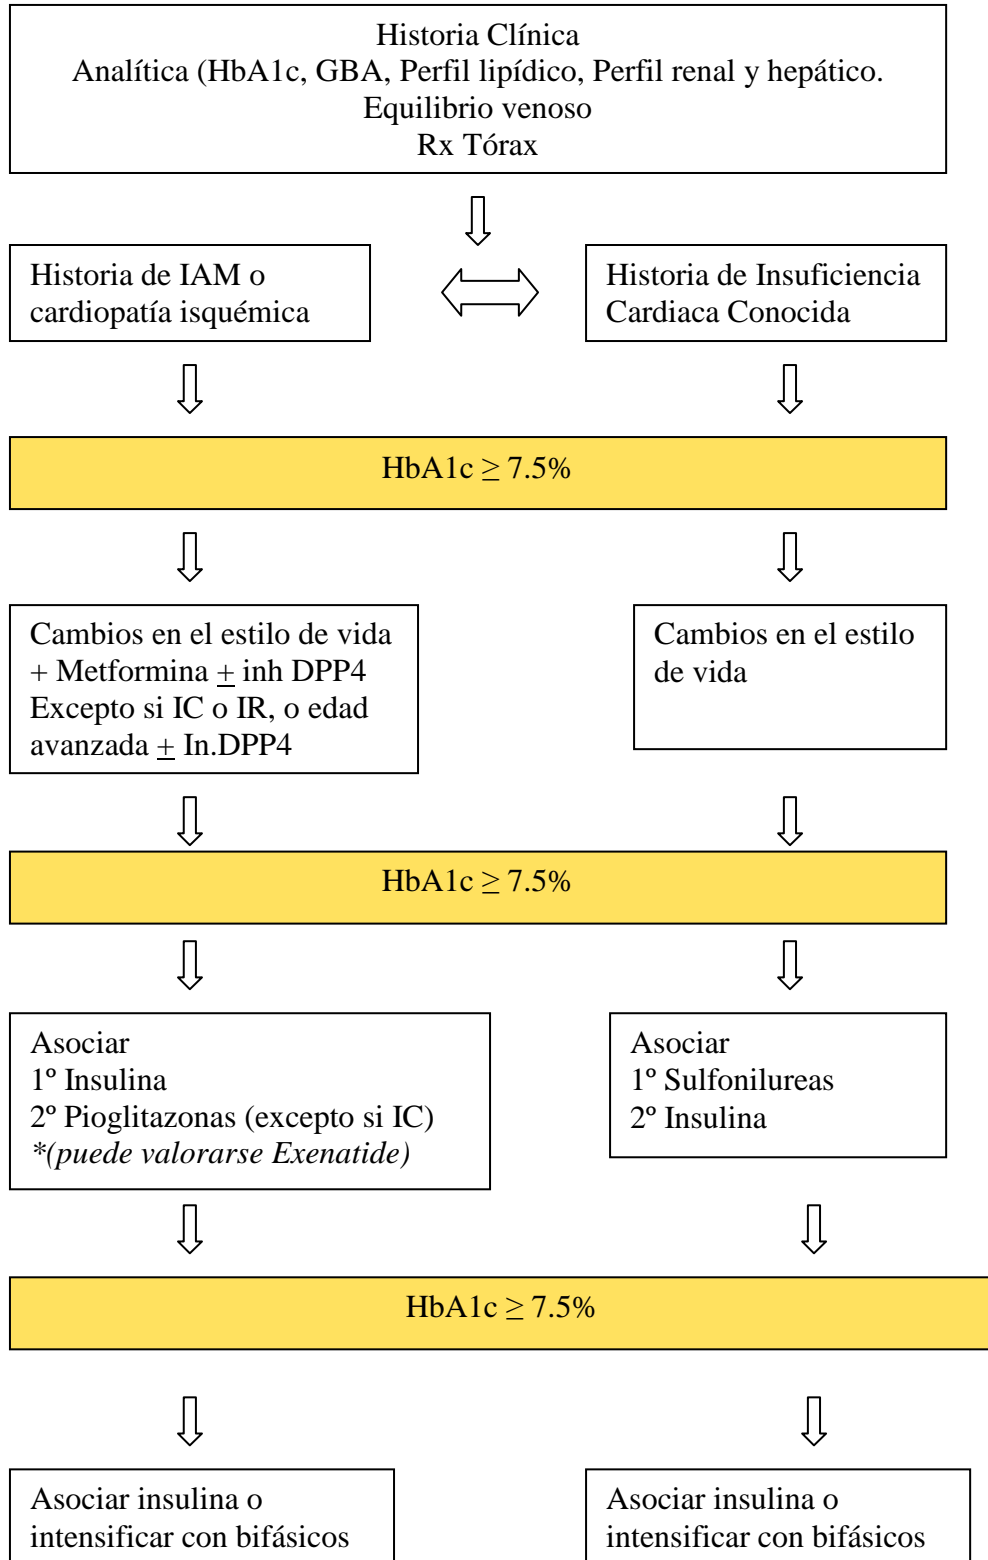 Historia Clínica
Analítica (HbA1c, GBA, Perfil lipídico, Perfil renal y hepático.
Equilibrio venoso
Rx Tórax
Historia de IAM o
cardiopatía isquémica
Historia de Insuficiencia
Cardiaca Conocida
HbA1c ≥ 7.5%
Cambios en el estilo de vida
+ Metformina ± inh DPP4
Excepto si IC o IR, o edad
avanzada ± In.DPP4
Cambios en el estilo
de vida
HbA1c ≥ 7.5%
Asociar
1º Insulina
2º Pioglitazonas (excepto si IC)
*(puede valorarse Exenatide)
Asociar
1º Sulfonilureas
2º Insulina
HbA1c ≥ 7.5%
Asociar insulina o
intensificar con bifásicos
Asociar insulina o
intensificar con bifásicos